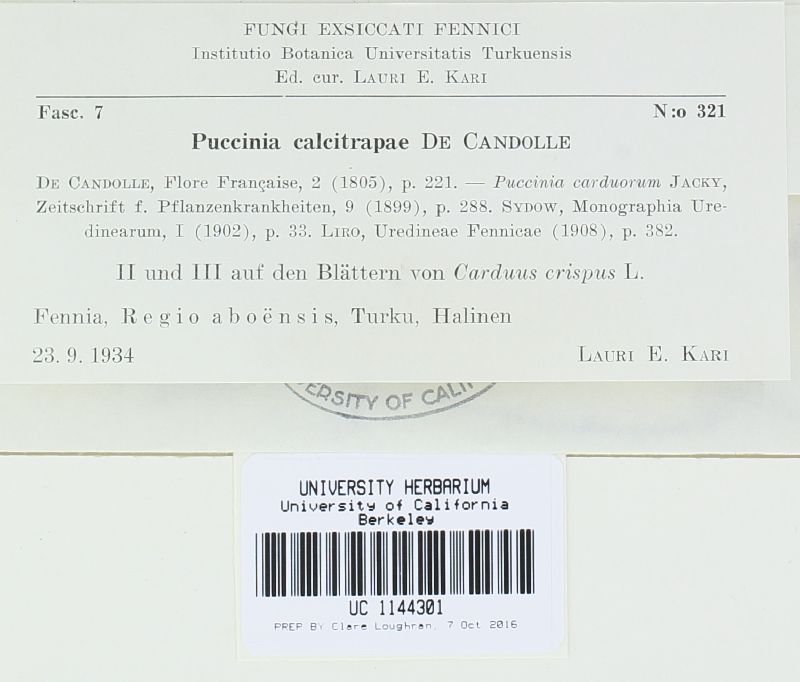 FUNGI EXSICCATI FENNICI
Institutio Botanica Universitatis Turkuensis
Ed. cur. LAURI E. KARI
Fasc. 7 N:o 321
Puccinia calcitrapae DE CANDOLLE
DE CANDOLLE, Flore Française, 2 (1805), p. 221. — Puccinia carduorum JACKY,
Zeitschrift f. Pflanzenkrankheiten, 9 (1899), p. 288. SYDOW, Monographia Ure-
dinearum, I (1902), p. 33. LIRO, Uredineae Fennicae (1908), p. 382.
II und III auf den Blättern von Carduus crispus L.
Fennia, Regio aboënsis, Turku, Halinen
23. 9. 1934 LAURI E. KARI
ERSITY OF CALIF
UNIVERSITY HERBARIUM
University of California
Berkeley
UC 1144301
PREP BY Clare Loughran, 7 Oct 2016